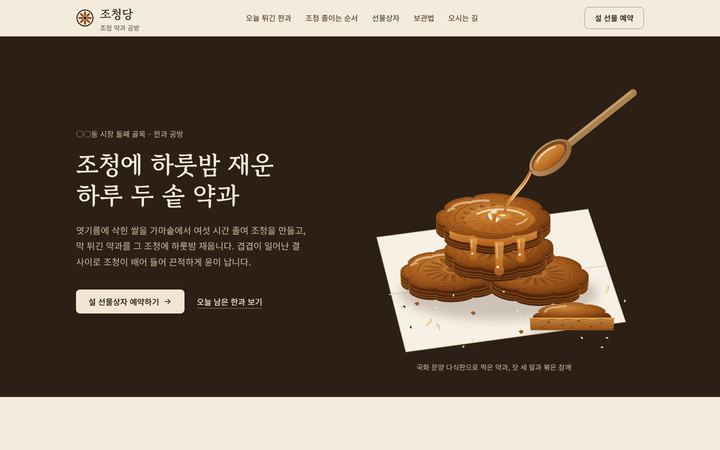 조청당
조청 약과 공방
오늘 튀긴 한과
조청 졸이는 순서
선물상자
보관법
오시는 길
설 선물 예약
○○동 시장 둘째 골목 · 한과 공방
조청에 하룻밤 재운
하루 두 솥 약과
엿기름에 삭힌 쌀을 가마솥에서 여섯 시간 졸여 조청을 만들고,
막 튀긴 약과를 그 조청에 하룻밤 재웁니다. 겹겹이 일어난 결
사이로 조청이 배어 들어 끈적하게 윤이 납니다.
설 선물상자 예약하기 →
오늘 남은 한과 보기
국화 문양 다식판으로 찍은 약과, 잣 세 알과 볶은 참깨